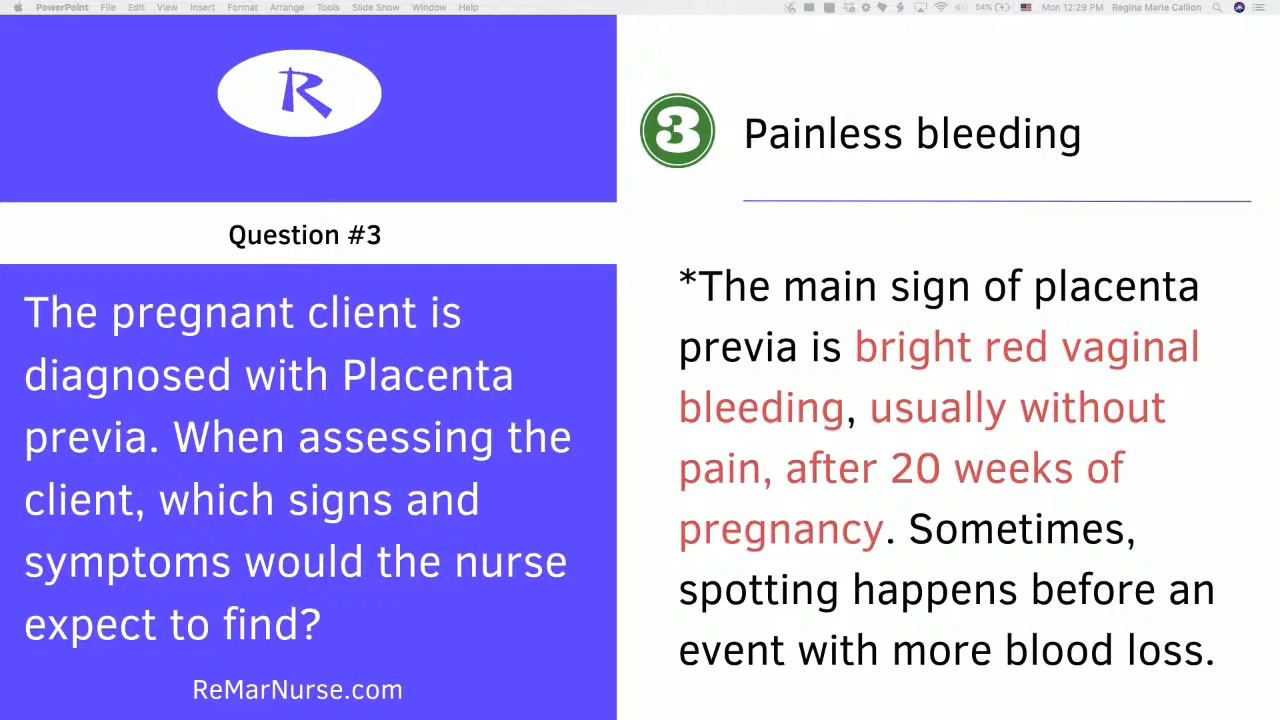 PowerPoint File Edit View Insert Format Arrange Tools Slide Show Window Help 54% Mon 12:29 PM Regina Marie Callion
R
Question #3
The pregnant client is
diagnosed with Placenta
previa. When assessing the
client, which signs and
symptoms would the nurse
expect to find?
ReMarNurse.com
3 Painless bleeding
*The main sign of placenta
previa is bright red vaginal
bleeding, usually without
pain, after 20 weeks of
pregnancy. Sometimes,
spotting happens before an
event with more blood loss.